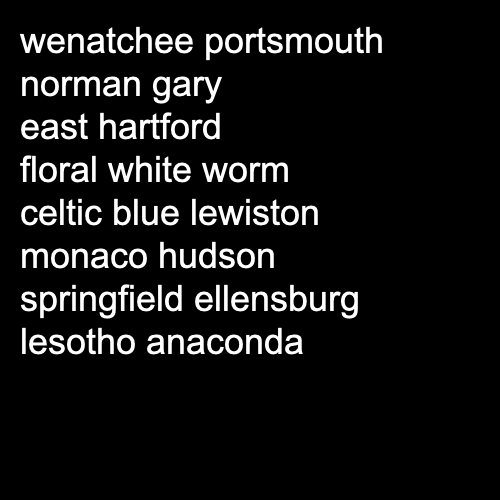 wenatchee portsmouth
norman gary
east hartford
floral white worm
celtic blue lewiston
monaco hudson
springfield ellensburg
lesotho anaconda